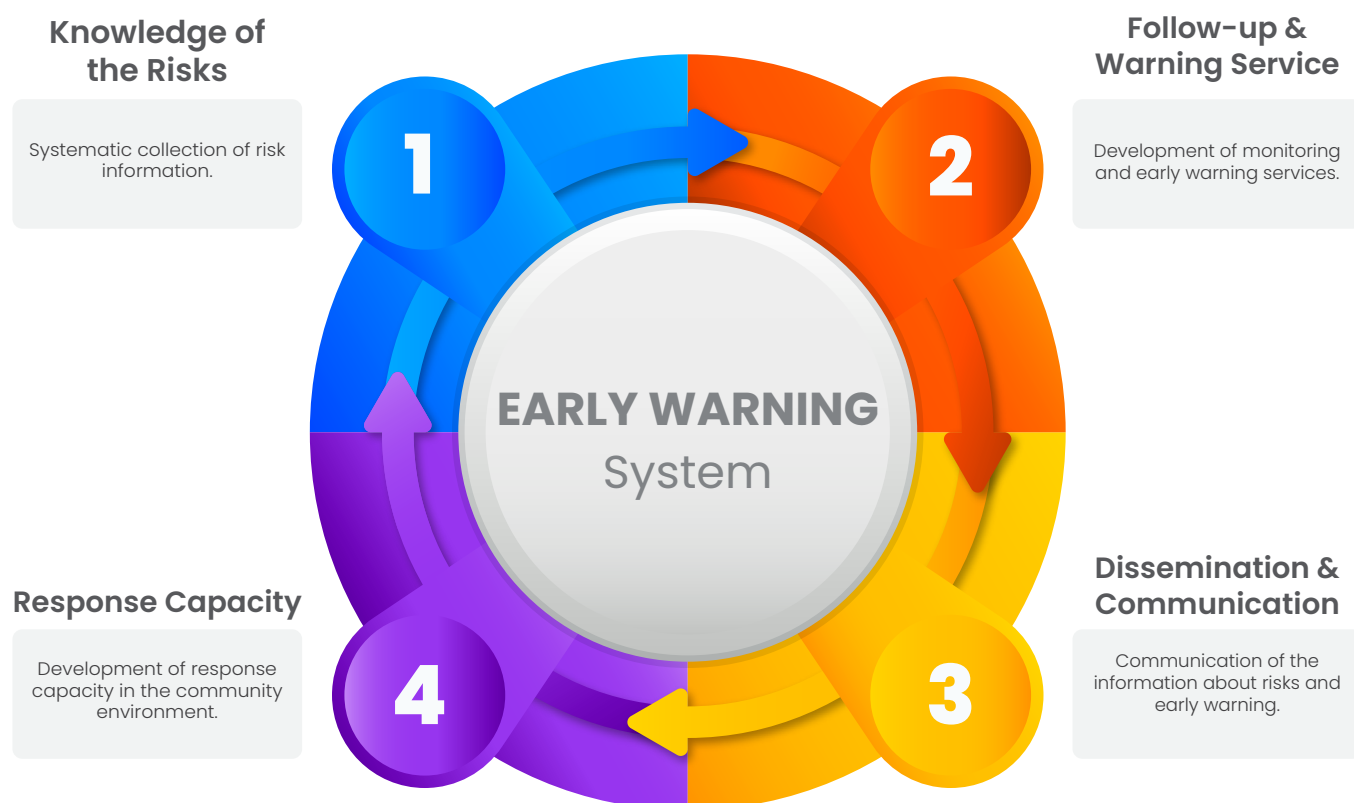 Knowledge of
the Risks
Systematic collection of risk
information.
1
Follow-up &
Warning Service
Development of monitoring
and early warning services.
2
EARLY WARNING
System
Response Capacity
Development of response
capacity in the community
environment.
4
Dissemination &
Communication
Communication of the
information about risks and
early warning.
3